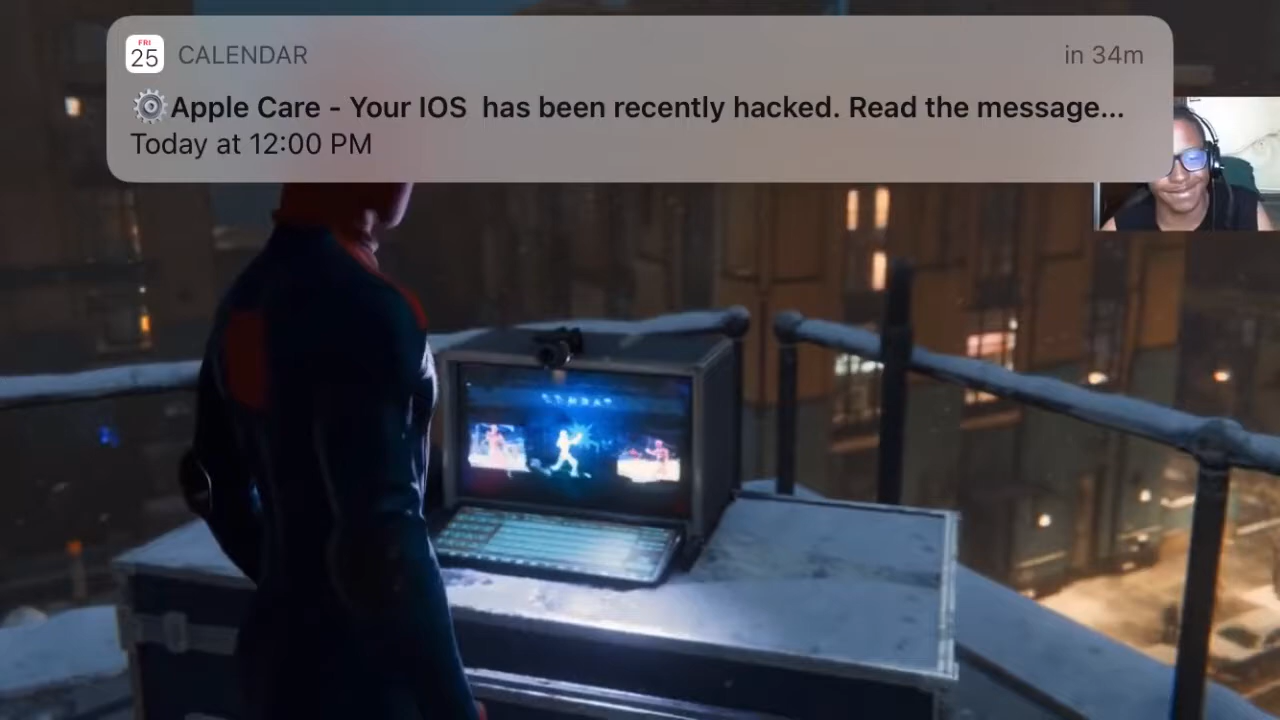 FRI
25 CALENDAR in 34m
Apple Care - Your IOS  has been recently hacked. Read the message...
Today at 12:00 PM
COMBAT